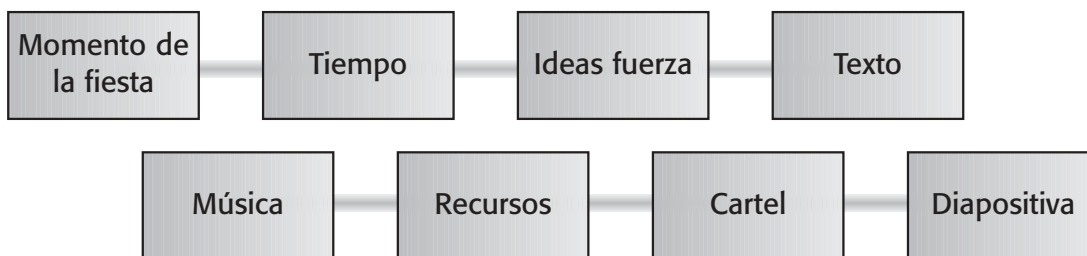 Momento de
la fiesta
Tiempo
Ideas fuerza
Texto
Música
Recursos
Cartel
Diapositiva